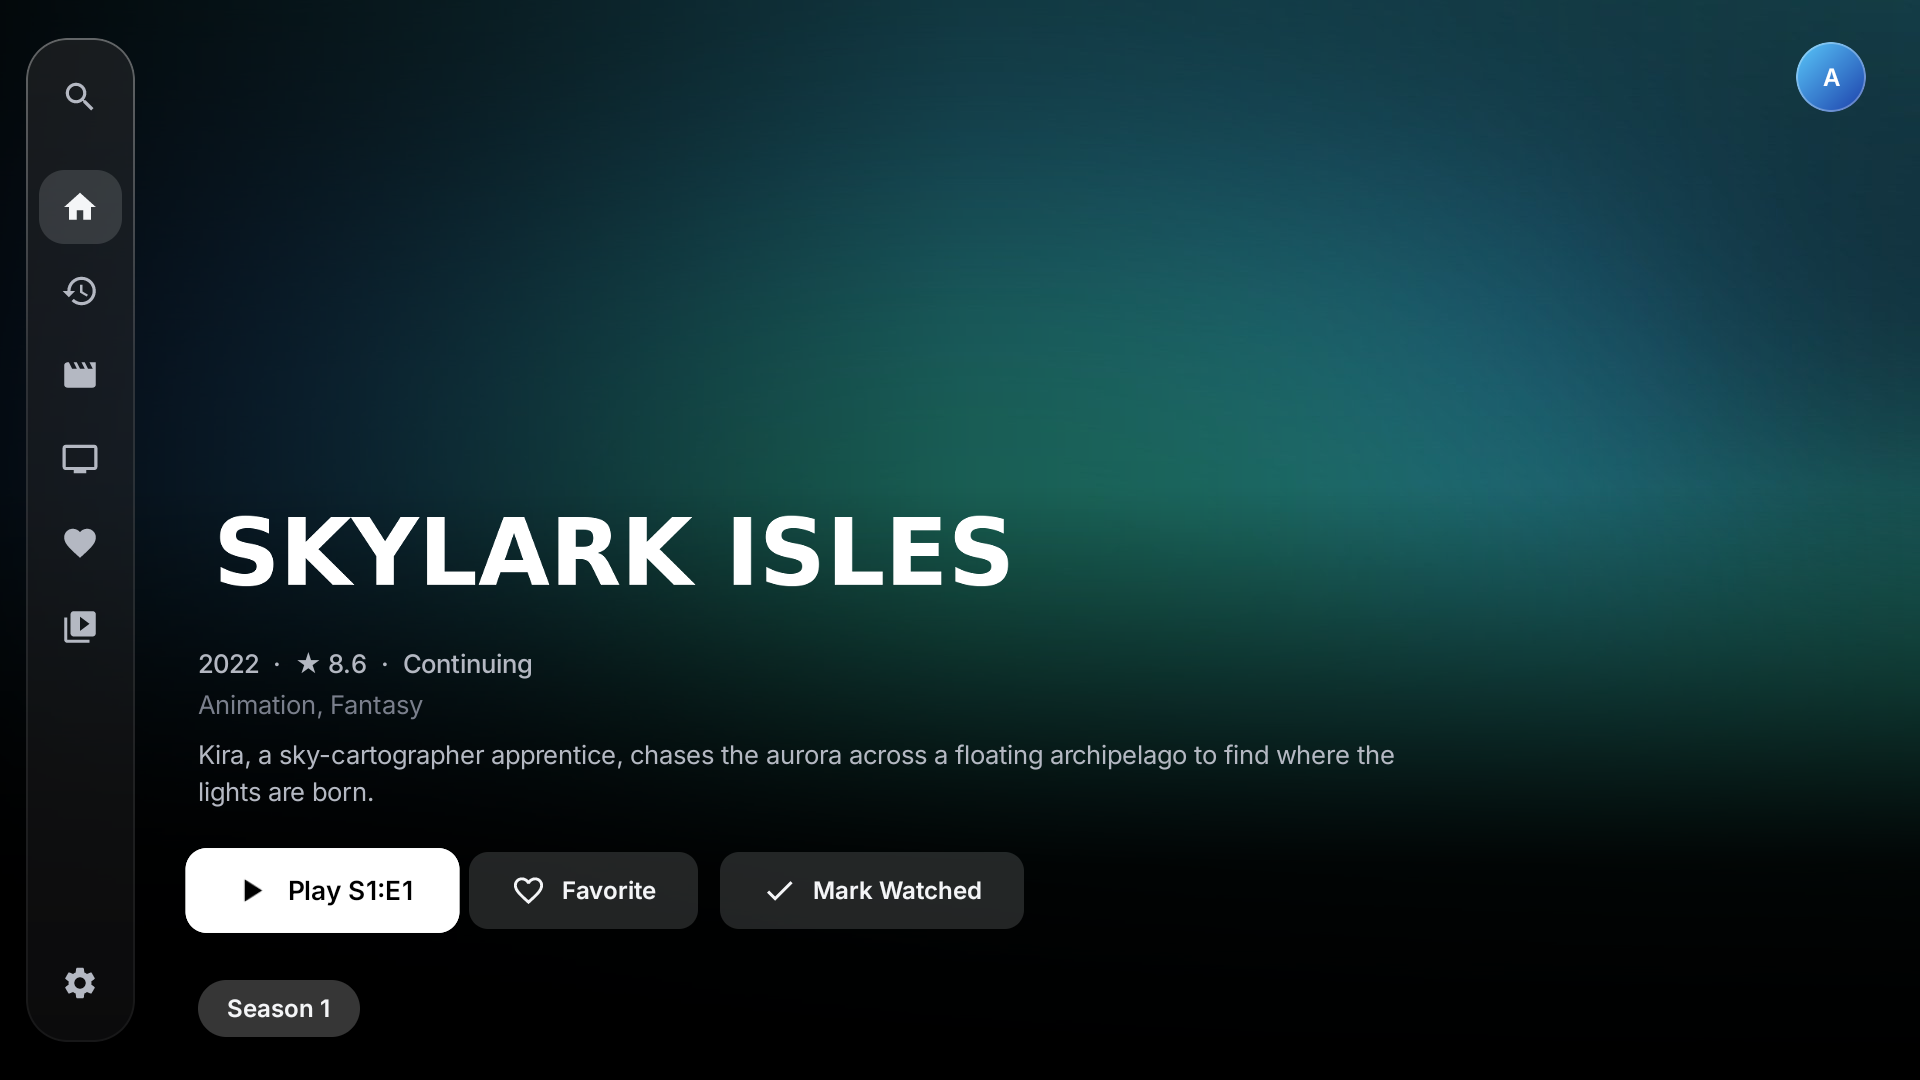 A
SKYLARK ISLES
2022 · ★ 8.6 · Continuing
Animation, Fantasy
Kira, a sky-cartographer apprentice, chases the aurora across a floating archipelago to find where the
lights are born.
Play S1:E1
Favorite
Mark Watched
Season 1